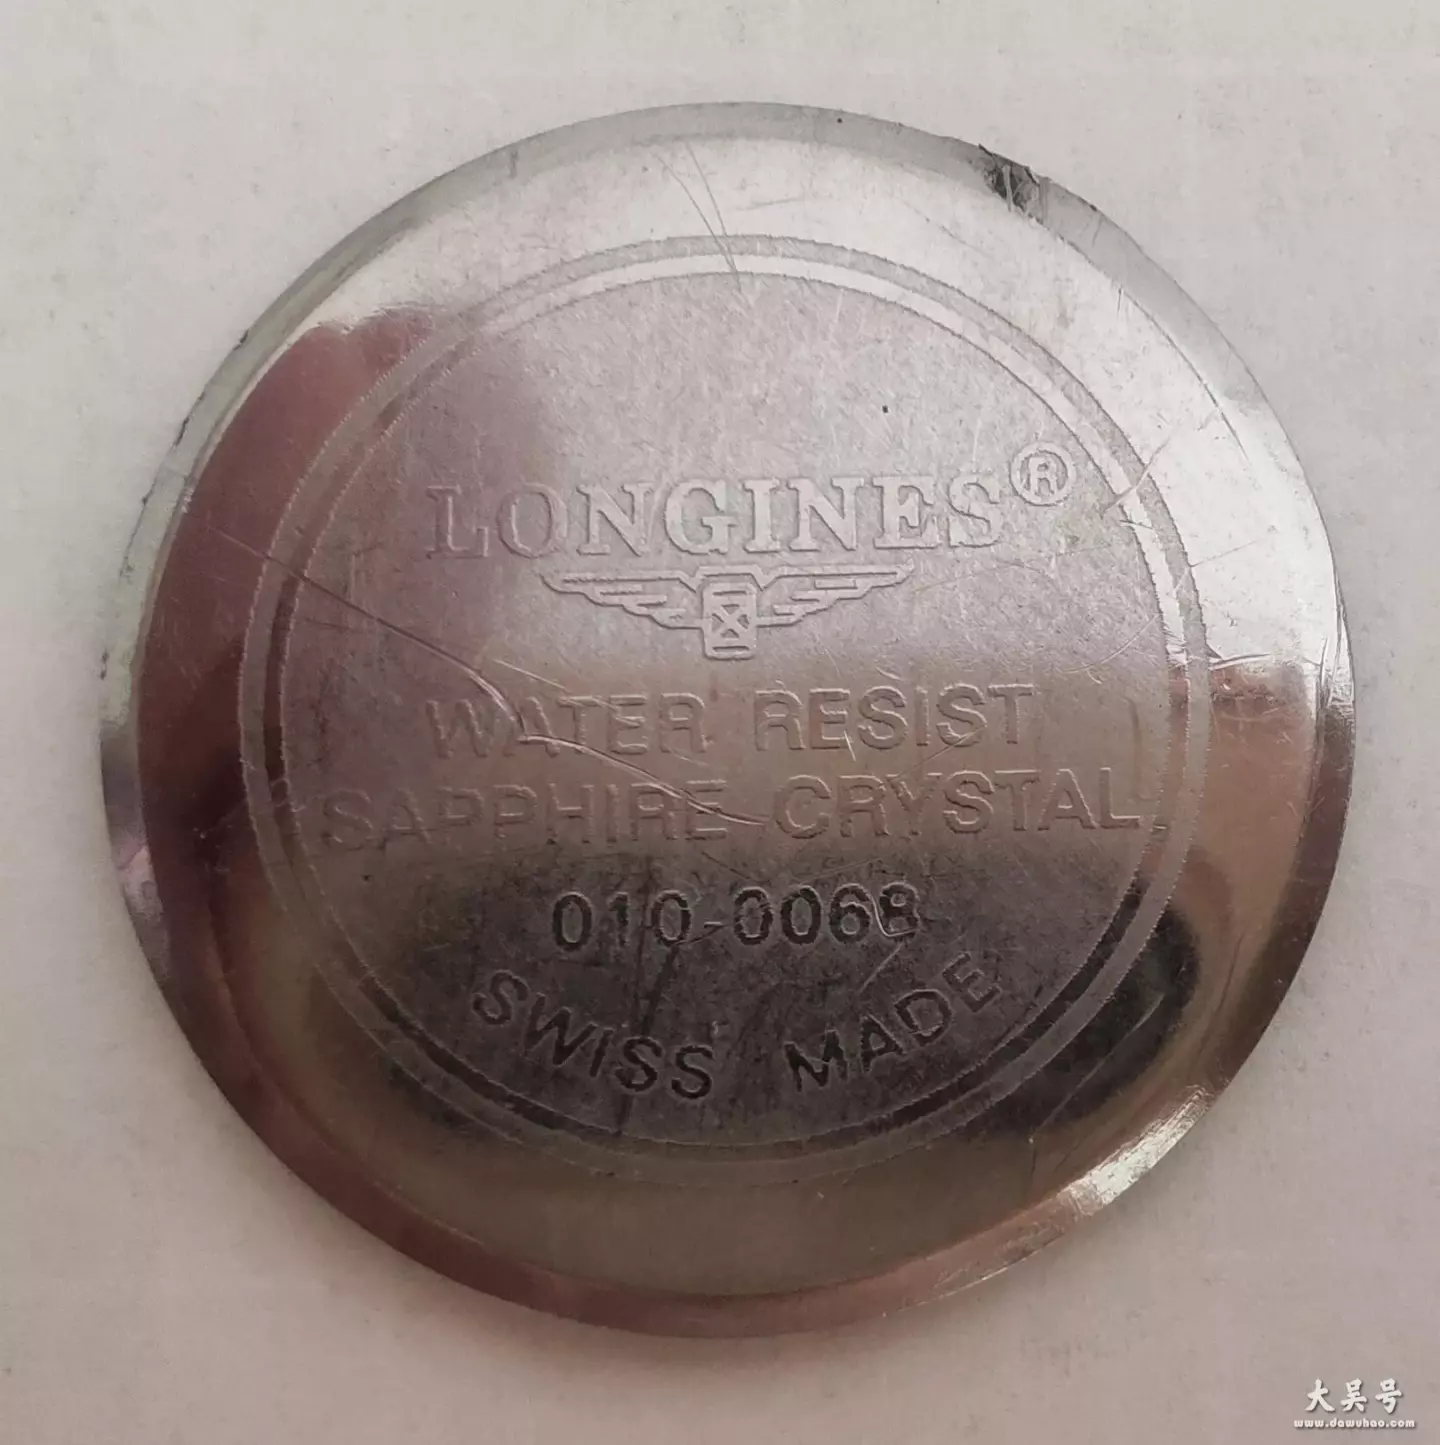 LONGINES®
WATER RESIST
SAPPHIRE CRYSTAL
010-0068
SWISS MADE
大吴号
www.dawuhao.com